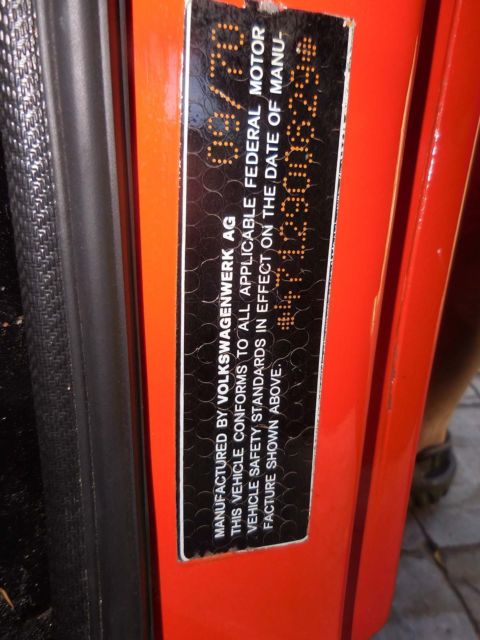 MANUFACTURED BY VOLKSWAGENWERK AG 09/70
THIS VEHICLE CONFORMS TO ALL APPLICABLE FEDERAL MOTOR
VEHICLE SAFETY STANDARDS IN EFFECT ON THE DATE OF MANU-
FACTURE SHOWN ABOVE.
*4712900629*